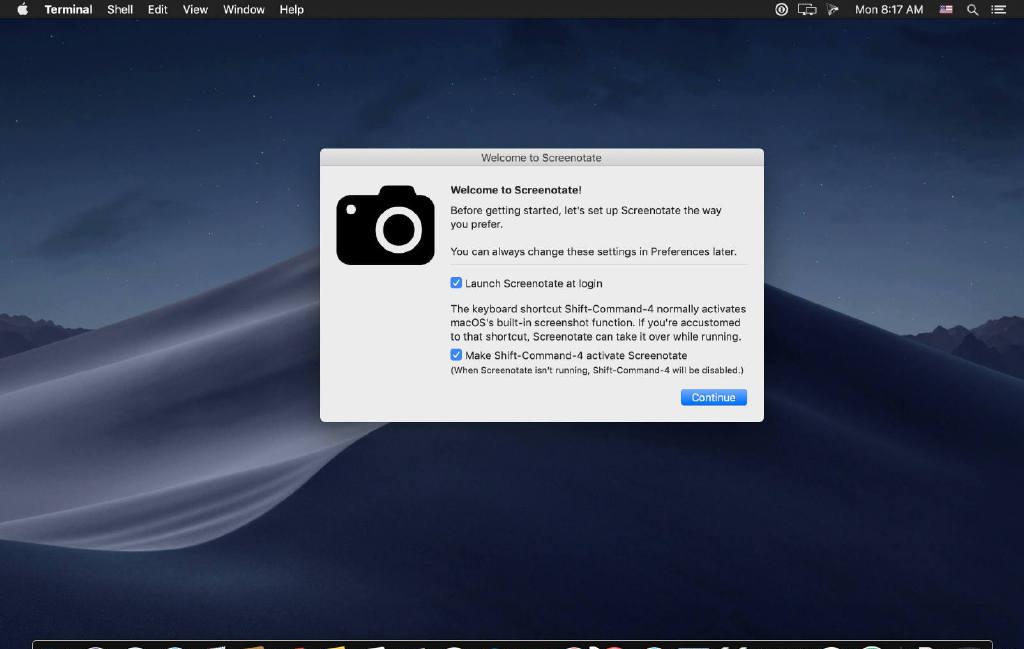 Terminal Shell Edit View Window Help Mon 8:17 AM
Welcome to Screenotate
Welcome to Screenotate!
Before getting started, let's set up Screenotate the way
you prefer.
You can always change these settings in Preferences later.
Launch Screenotate at login
The keyboard shortcut Shift-Command-4 normally activates
macOS's built-in screenshot function. If you're accustomed
to that shortcut, Screenotate can take it over while running.
Make Shift-Command-4 activate Screenotate
(When Screenotate isn't running, Shift-Command-4 will be disabled.)
Continue